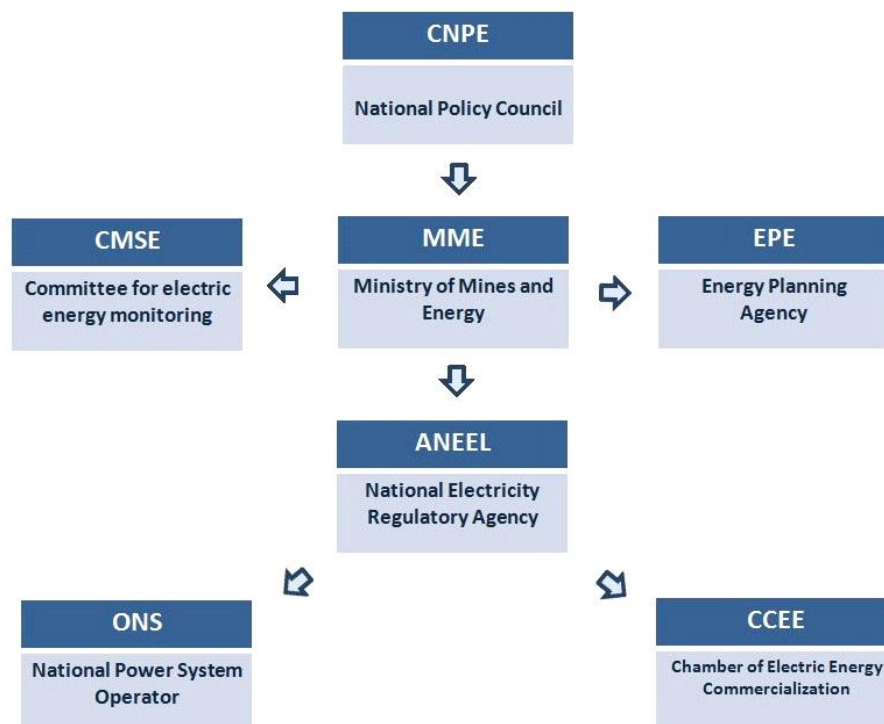 CNPE
National Policy Council
CMSE
Committee for electric
energy monitoring
MME
Ministry of Mines and
Energy
EPE
Energy Planning
Agency
ANEEL
National Electricity
Regulatory Agency
ONS
National Power System
Operator
CCEE
Chamber of Electric Energy
Commercialization